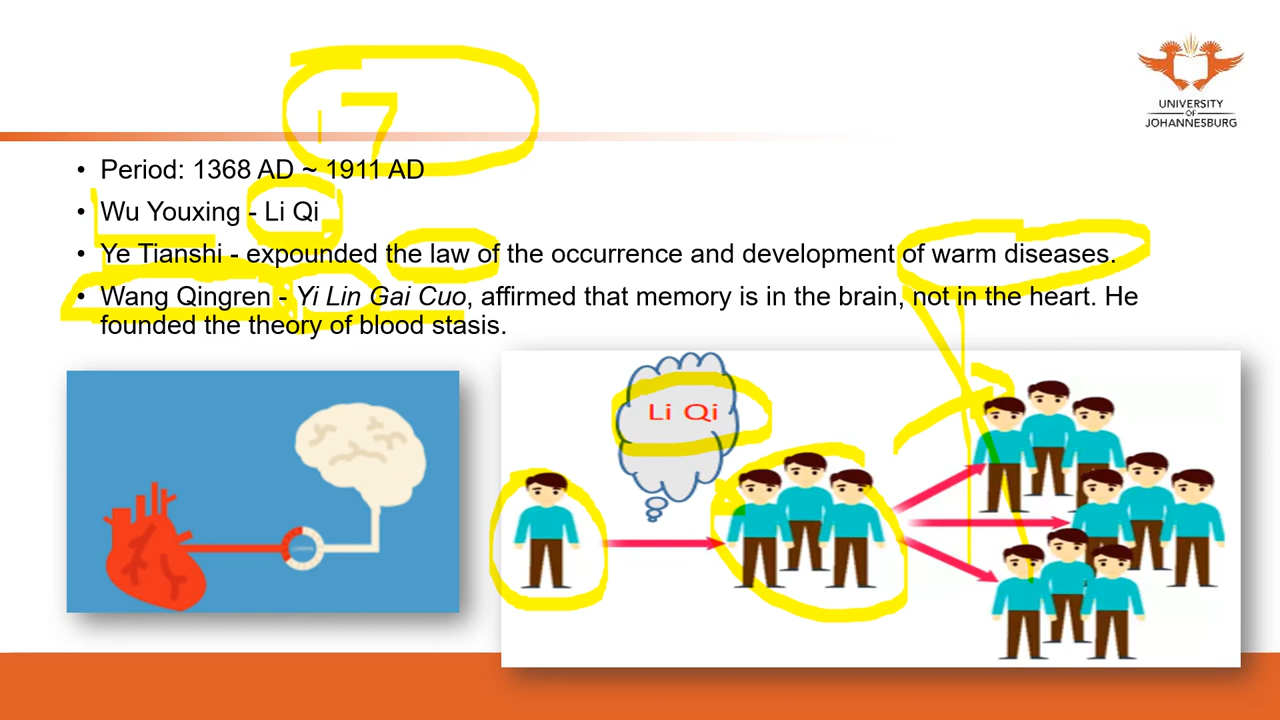 UNIVERSITY
OF
JOHANNESBURG
17
• Period: 1368 AD ~ 1911 AD
• Wu Youxing - Li Qi
• Ye Tianshi - expounded the law of the occurrence and development of warm diseases.
• Wang Qingren - Yi Lin Gai Cuo, affirmed that memory is in the brain, not in the heart. He
founded the theory of blood stasis.
Li Qi